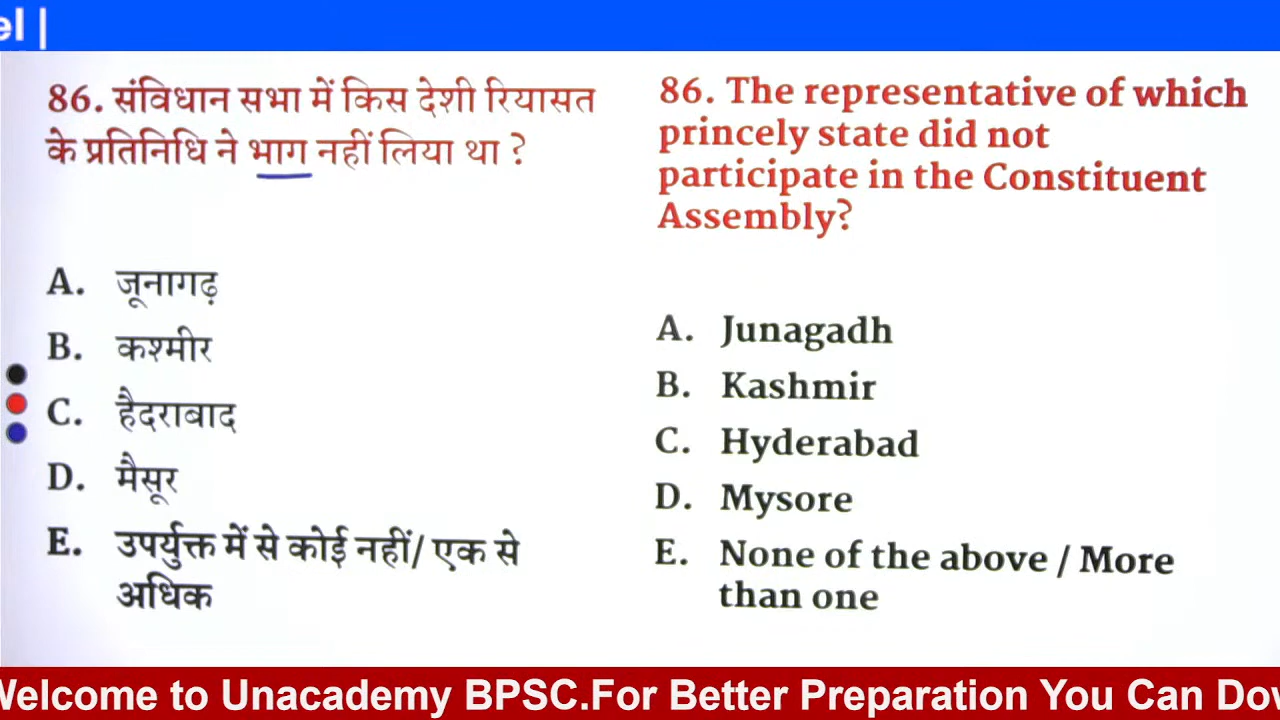 el |
86. संविधान सभा में किस देशी रियासत
के प्रतिनिधि ने भाग नहीं लिया था ?
A. जूनागढ़
B. कश्मीर
C. हैदराबाद
D. मैसूर
E. उपर्युक्त में से कोई नहीं/ एक से
अधिक
86. The representative of which
princely state did not
participate in the Constituent
Assembly?
A. Junagadh
B. Kashmir
C. Hyderabad
D. Mysore
E. None of the above / More
than one
Welcome to Unacademy BPSC.For Better Preparation You Can Dow